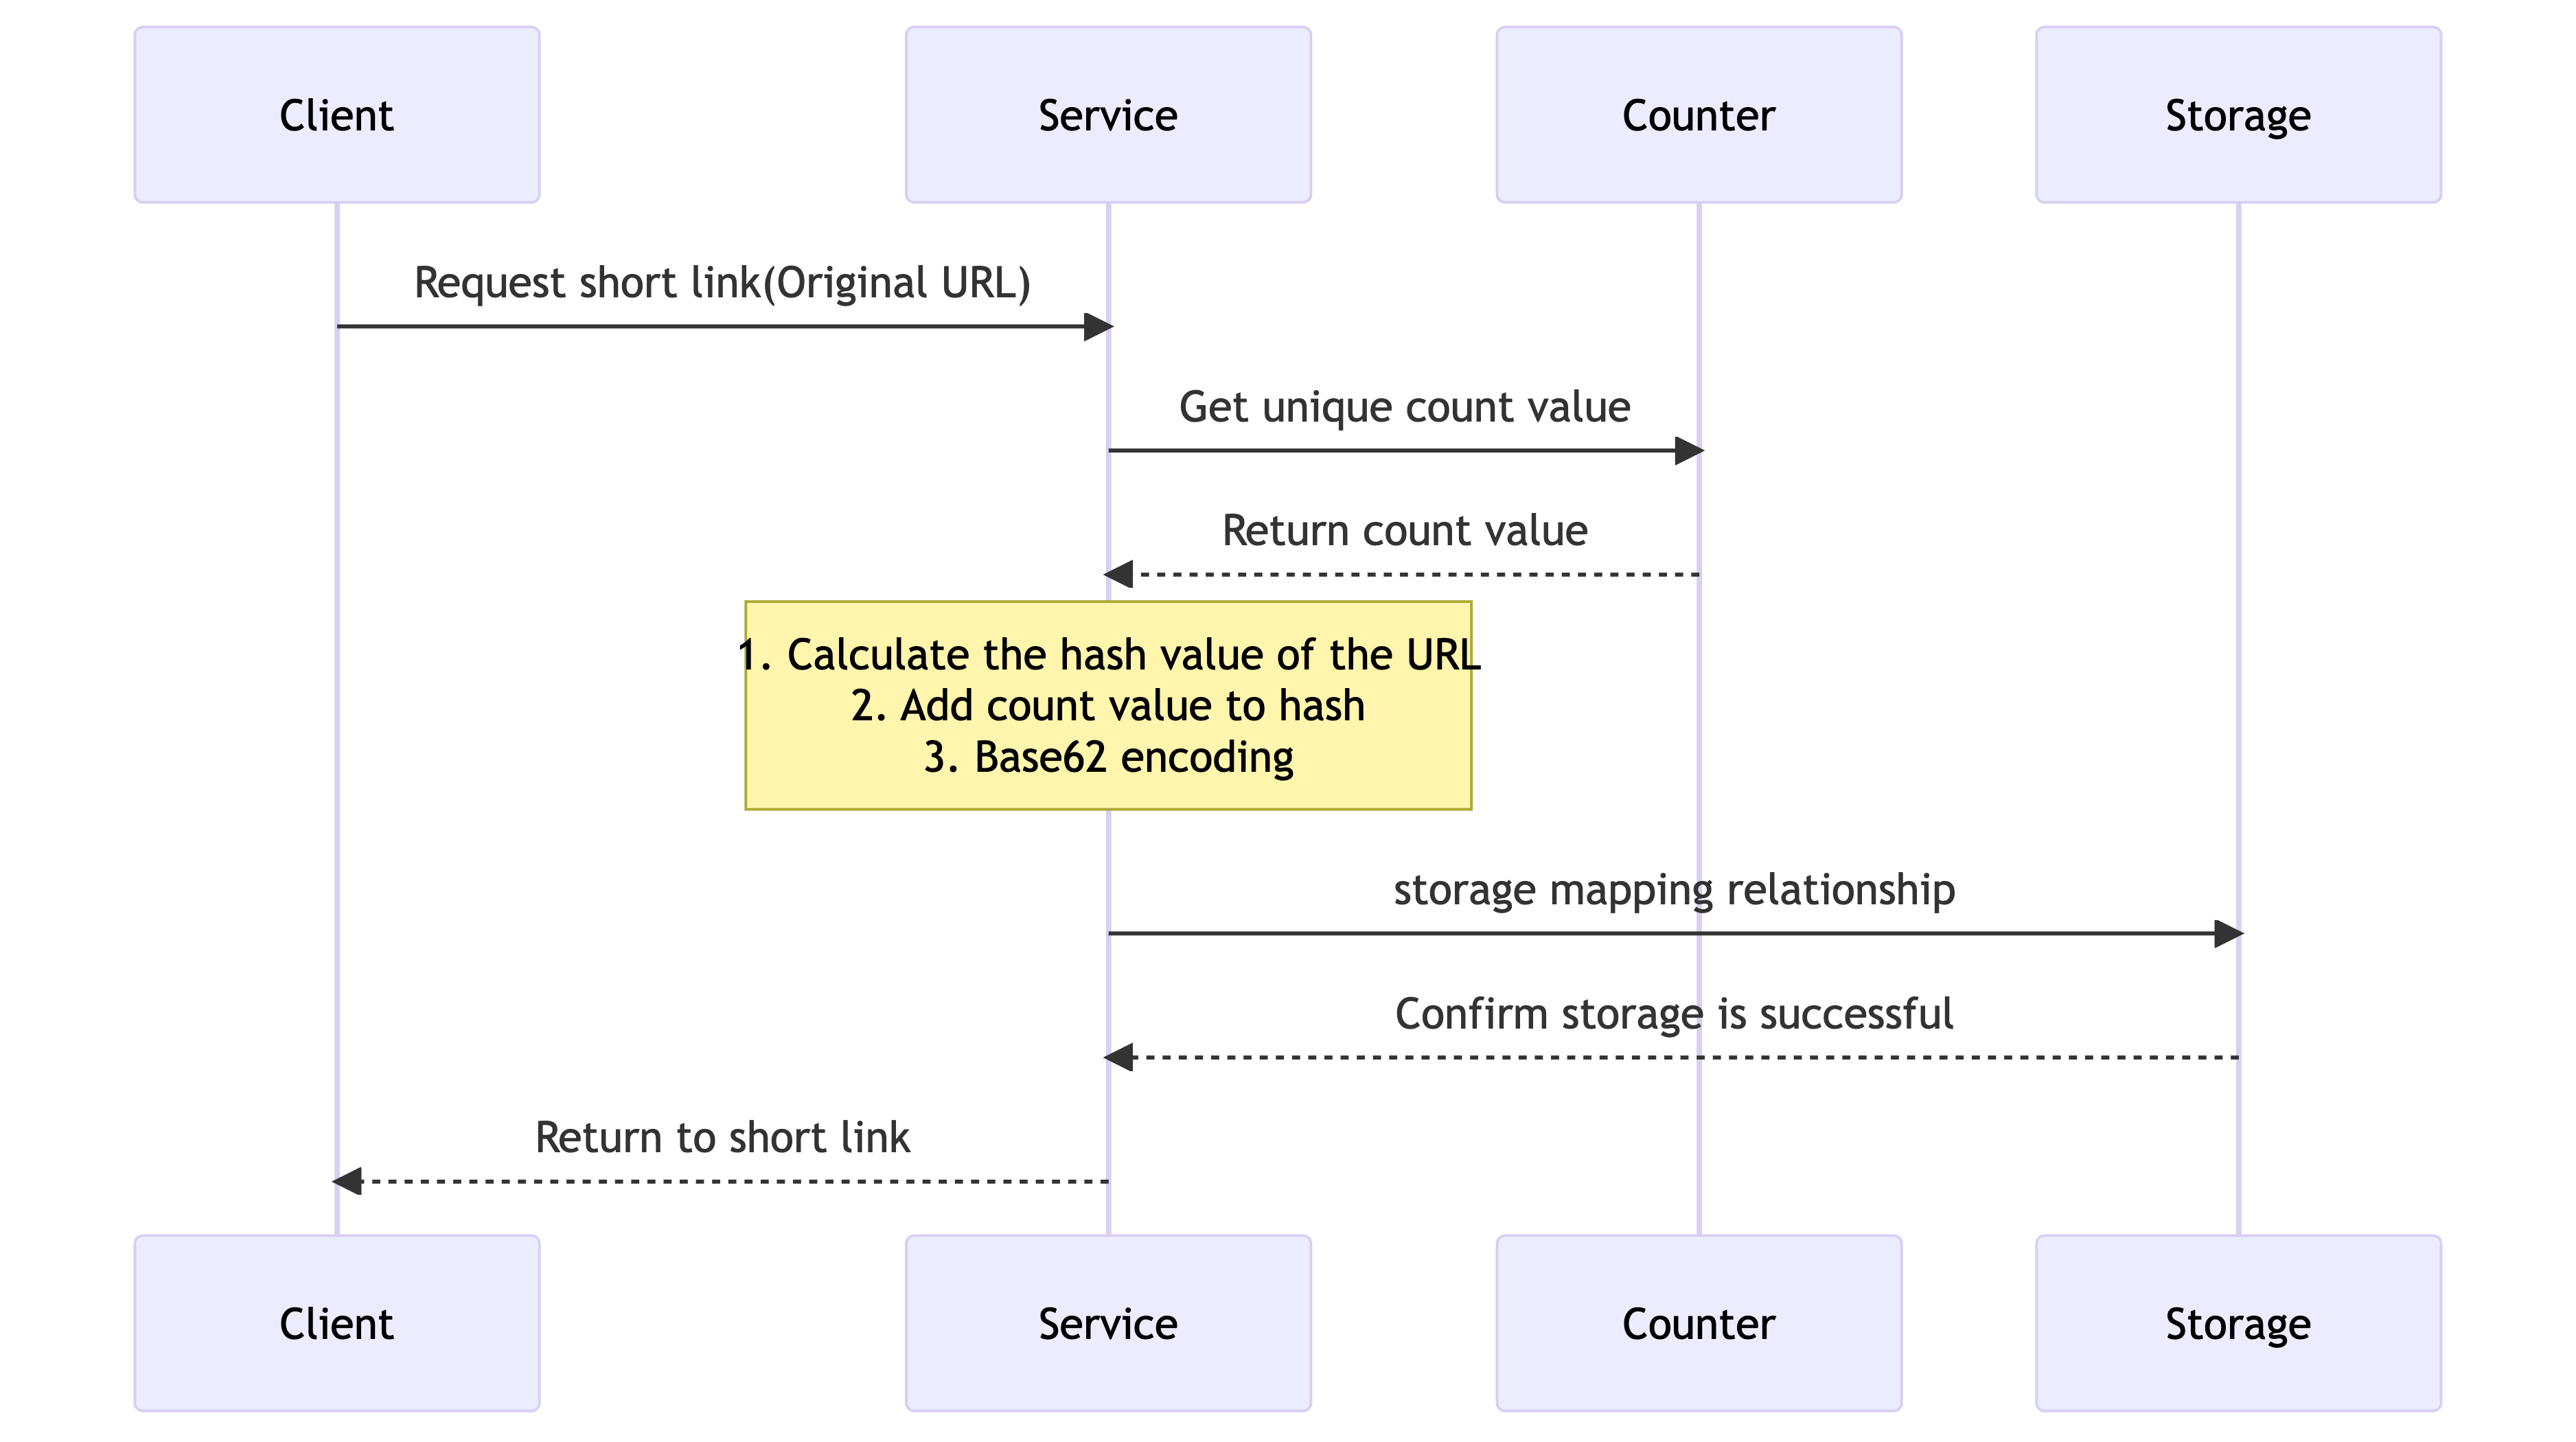 Client
Service
Counter
Storage
Request short link(Original URL)
Get unique count value
Return count value
1. Calculate the hash value of the URL
2. Add count value to hash
3. Base62 encoding
storage mapping relationship
Confirm storage is successful
Return to short link
Client
Service
Counter
Storage